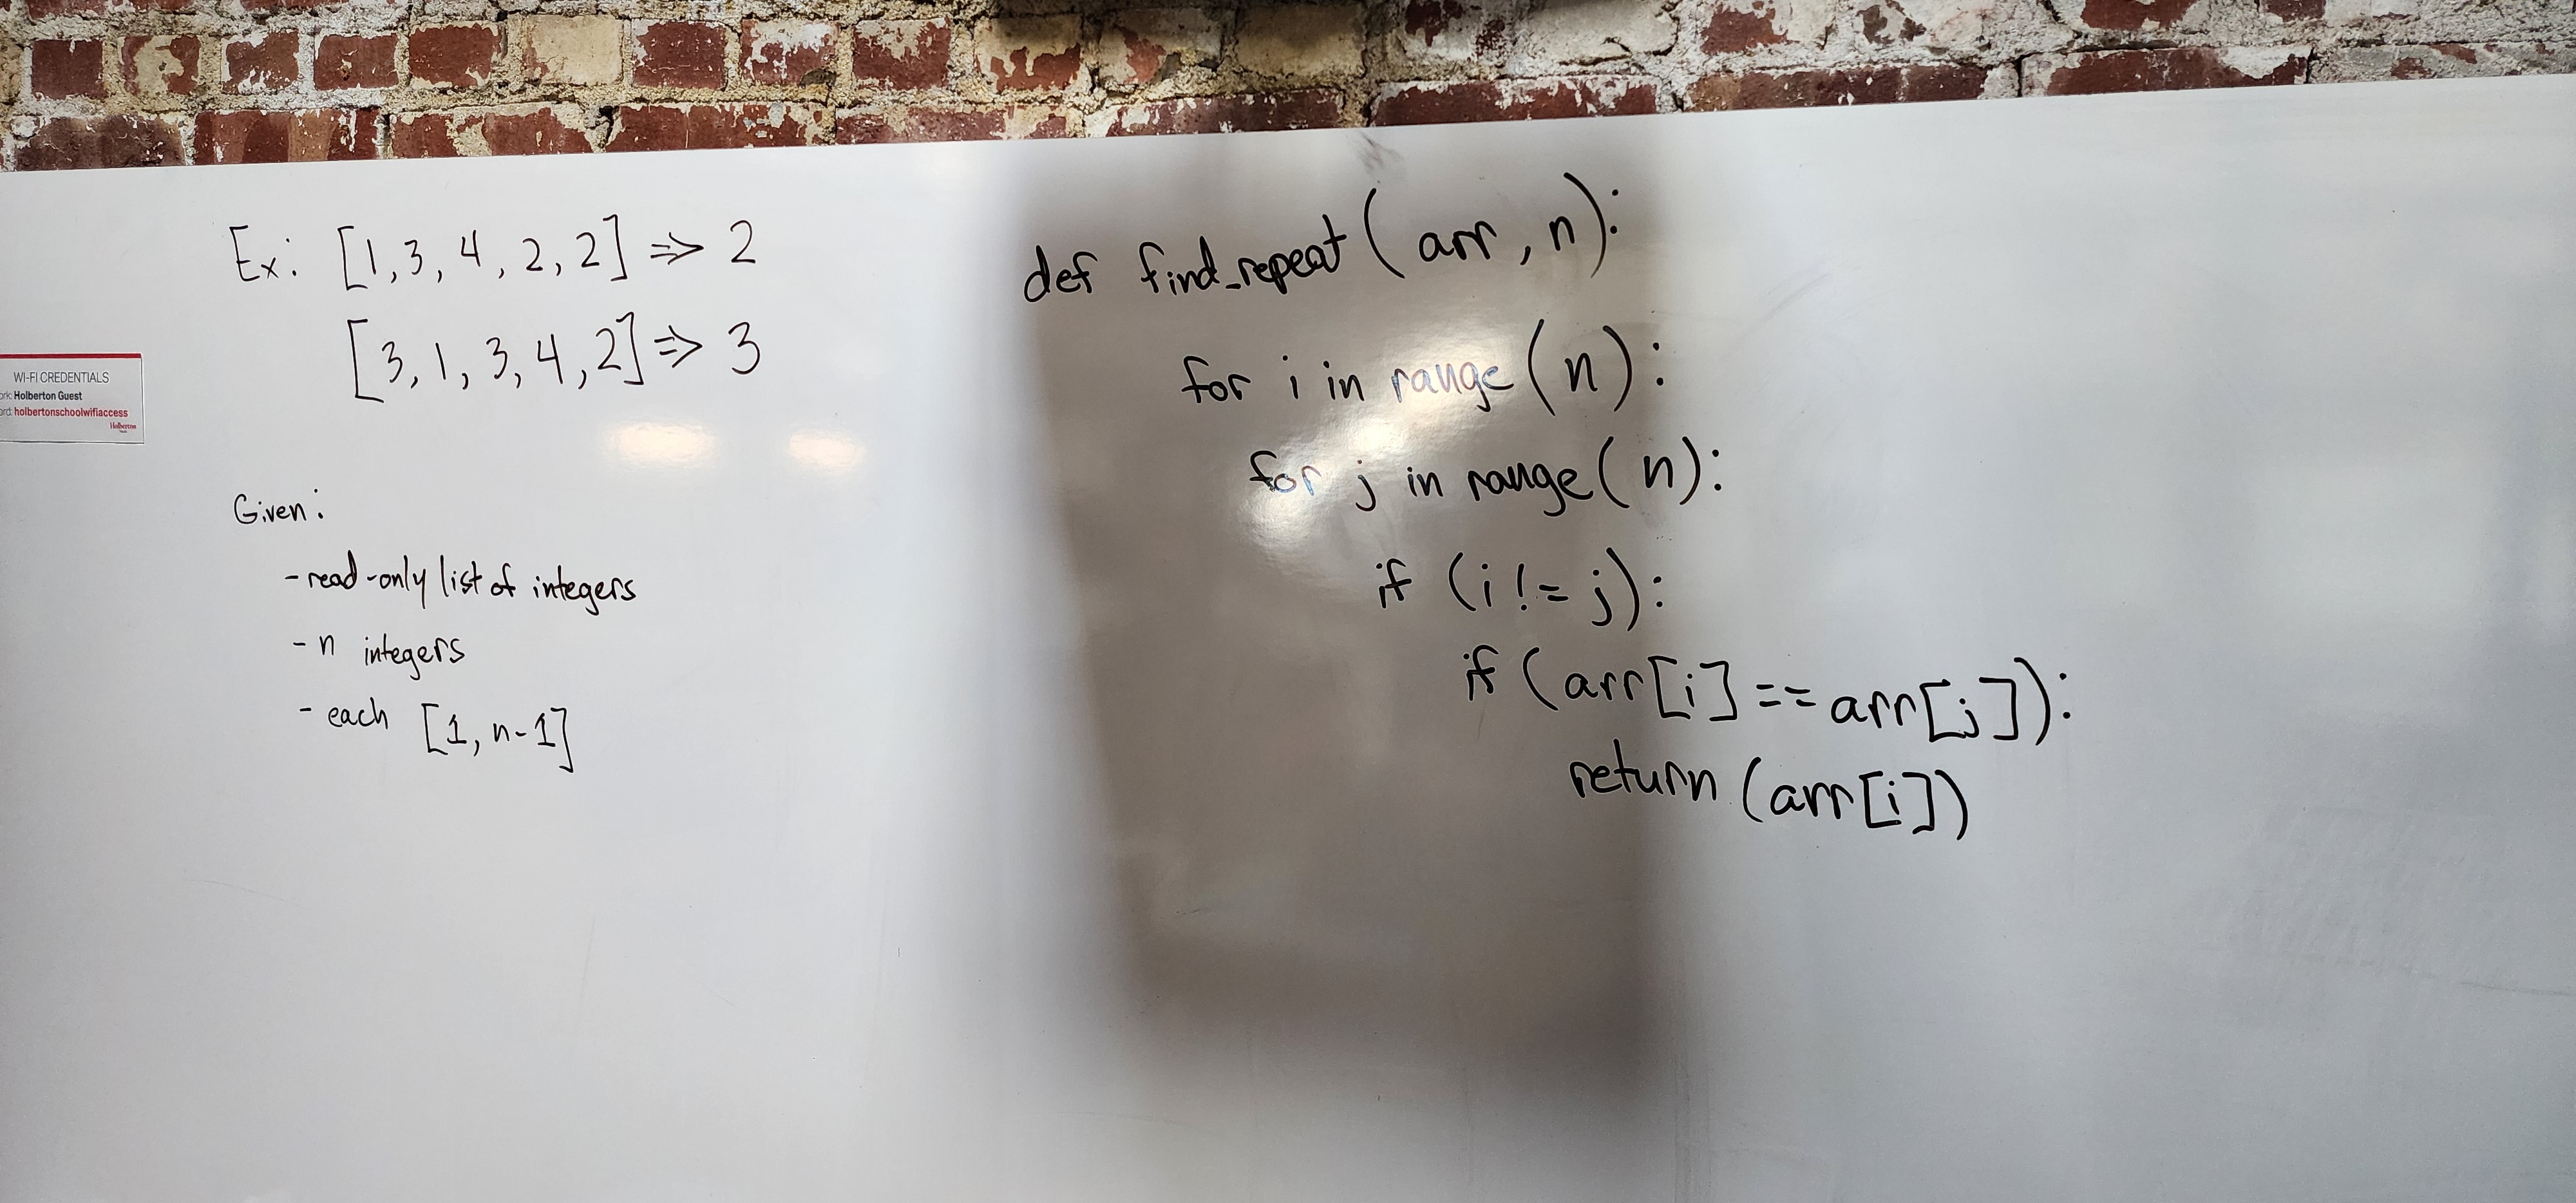 Ex: [1,3,4,2,2] => 2
[3,1,3,4,2] => 3
Given:
- read-only list of integers
- n integers
- each [1, n-1]
def find_repeat(arr, n):
for i in range(n):
for j in range(n):
if (i != j):
if (arr[i] == arr[j]):
return (arr[i])
WI-FI CREDENTIALS
Holberton Guest
holbertonschoolwifiaccess
Holberton